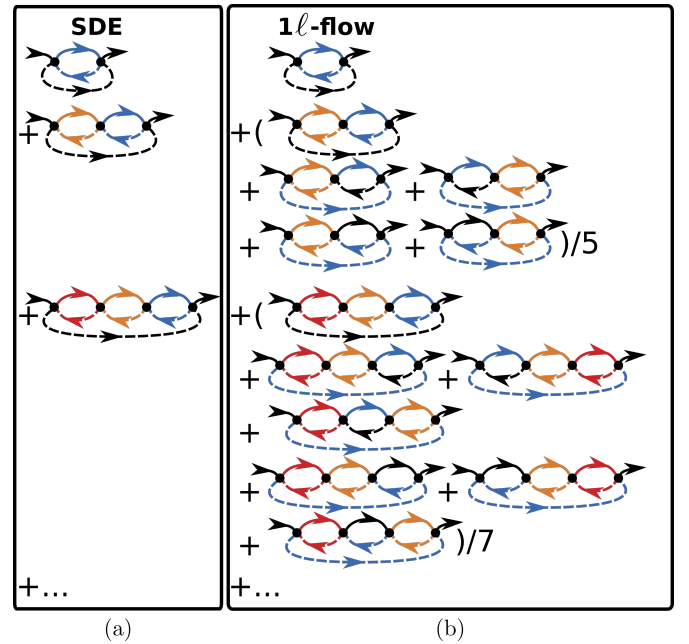 SDE
+
+
+...
(a)
1ℓ-flow
+(
+ +
+ + )/5
+(
+ +
+
+ +
+ )/7
+...
(b)